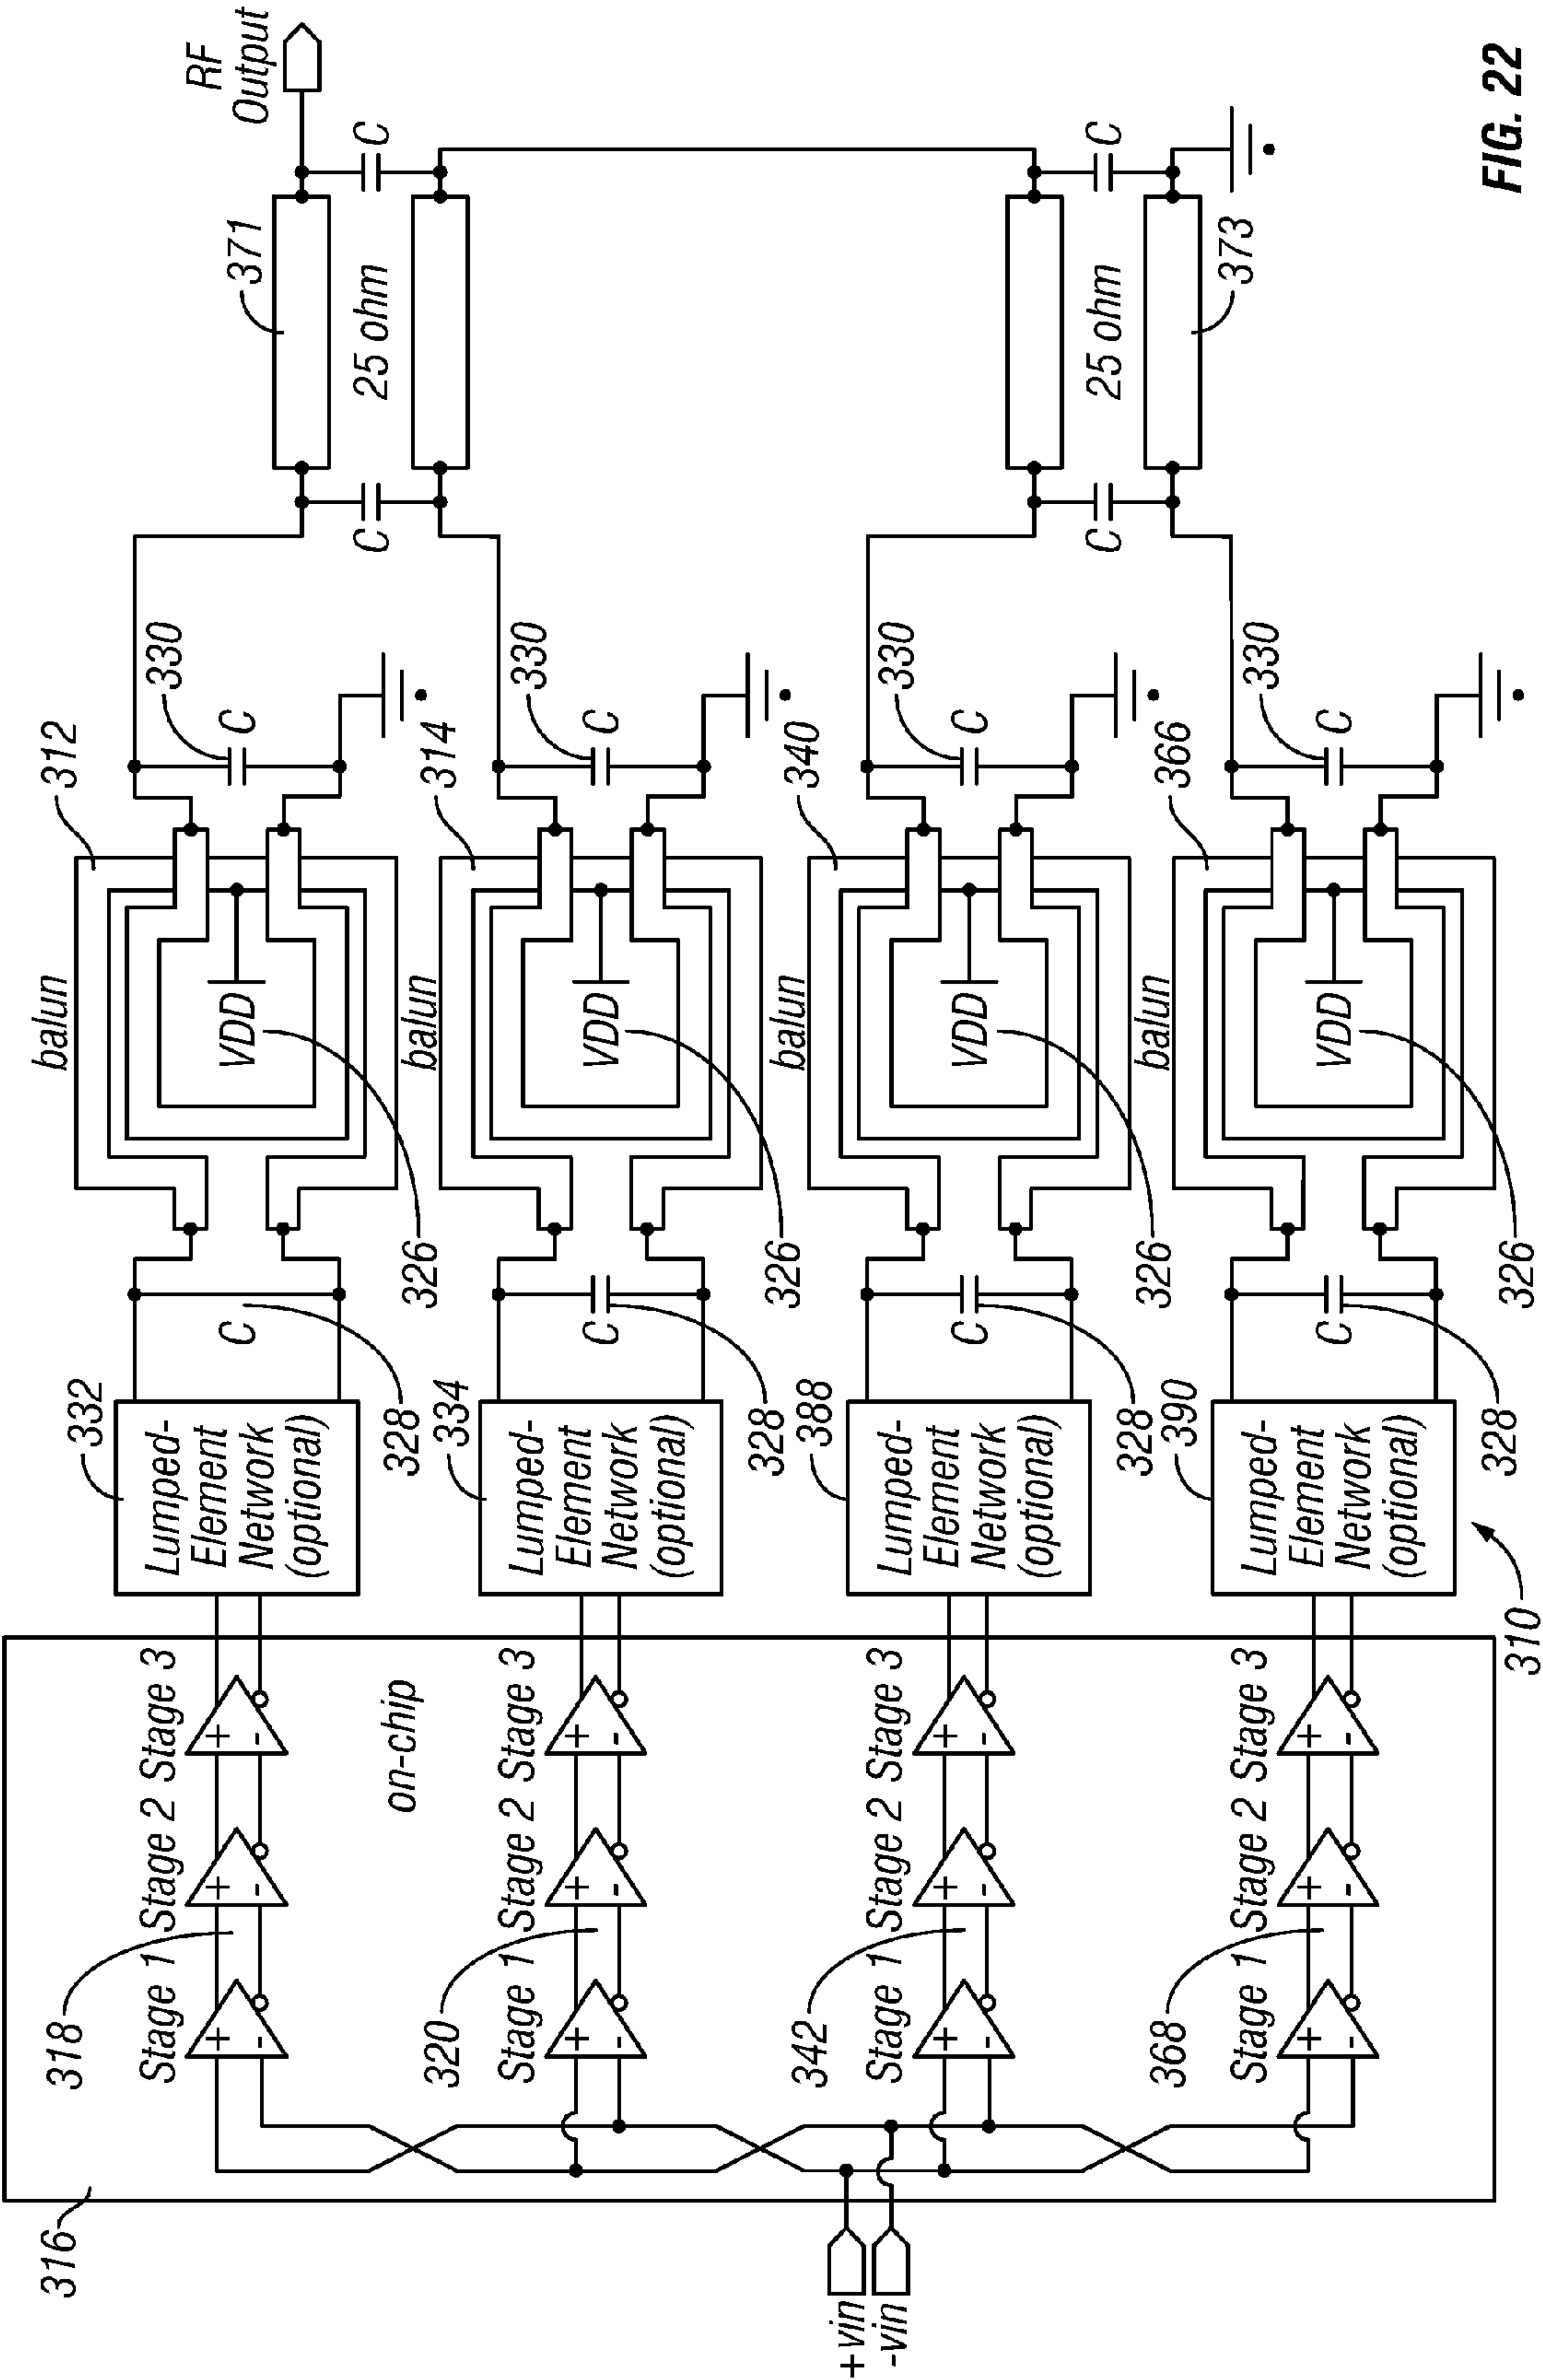 +vin
-vin
316
on-chip
318
Stage 1
Stage 2
Stage 3
+
-
+
-
+
-
332
Lumped-
Element
Network
(optional)
C
328
balun
312
VDD
326
330
C
320
Stage 1
Stage 2
Stage 3
+
-
+
-
+
-
334
Lumped-
Element
Network
(optional)
C
328
balun
314
VDD
326
330
C
342
Stage 1
Stage 2
Stage 3
+
-
+
-
+
-
388
Lumped-
Element
Network
(optional)
C
328
balun
340
VDD
326
330
C
368
Stage 1
Stage 2
Stage 3
+
-
+
-
+
-
390
Lumped-
Element
Network
(optional)
C
328
balun
366
VDD
326
330
C
310
371
C
25 ohm
C
RF
Output
C
25 ohm
C
373
FIG. 22